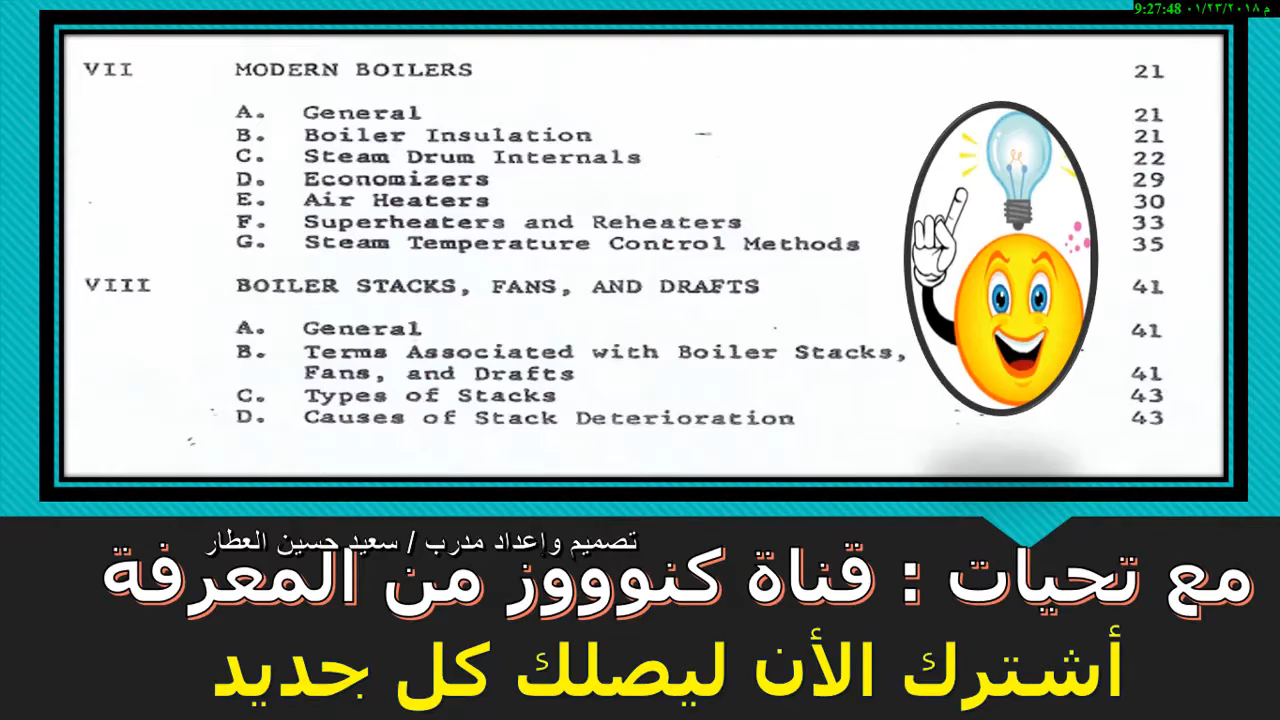 9:27:48 م ٠١/٢٣/٢٠١٨
VII MODERN BOILERS 21
A. General 21
B. Boiler Insulation 21
C. Steam Drum Internals 22
D. Economizers 29
E. Air Heaters 30
F. Superheaters and Reheaters 33
G. Steam Temperature Control Methods 35
VIII BOILER STACKS, FANS, AND DRAFTS 41
A. General 41
B. Terms Associated with Boiler Stacks,
Fans, and Drafts 41
C. Types of Stacks 43
D. Causes of Stack Deterioration 43
تصميم وإعداد مدرب / سعيد حسين العطار
مع تحيات : قناة كنوووز من المعرفة
أشترك الأن ليصلك كل جديد